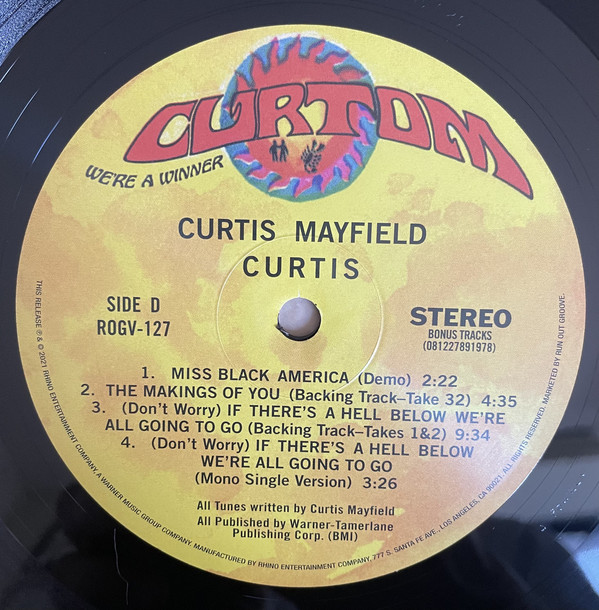 CURTOM
WE'RE A WINNER
CURTIS MAYFIELD
CURTIS
SIDE D
ROGV-127
STEREO
BONUS TRACKS
(081227891978)
1. MISS BLACK AMERICA (Demo) 2:22
2. THE MAKINGS OF YOU (Backing Track–Take 32) 4:35
3. (Don't Worry) IF THERE'S A HELL BELOW WE'RE
ALL GOING TO GO (Backing Track–Takes 1&2) 9:34
4. (Don't Worry) IF THERE'S A HELL BELOW
WE'RE ALL GOING TO GO
(Mono Single Version) 3:26
All Tunes written by Curtis Mayfield
All Published by Warner-Tamerlane
Publishing Corp. (BMI)
THIS RELEASE ℗ & © 2021 RHINO ENTERTAINMENT COMPANY, A WARNER MUSIC GROUP COMPANY. MANUFACTURED BY RHINO ENTERTAINMENT COMPANY, 777 S. SANTA FE AVE., LOS ANGELES, CA 90021. ALL RIGHTS RESERVED. MARKETED BY RUN OUT GROOVE.